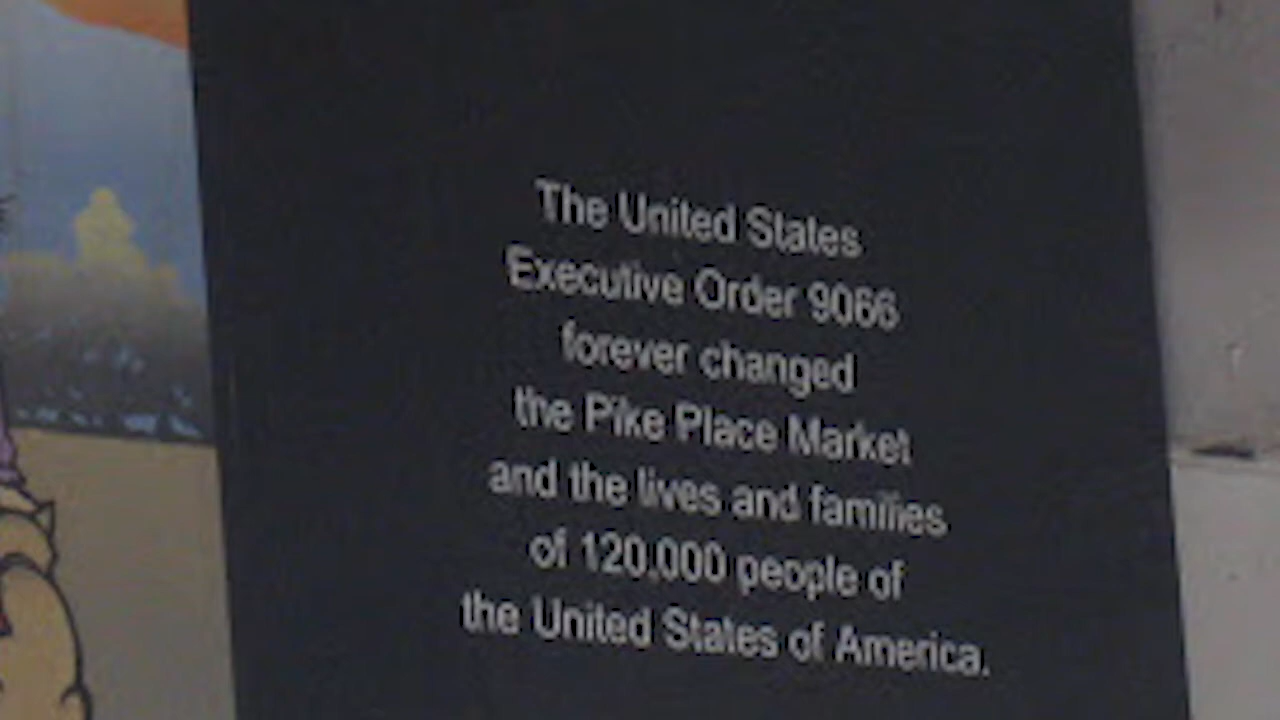 The United States
Executive Order 9066
forever changed
the Pike Place Market
and the lives and families
of 120,000 people of
the United States of America.